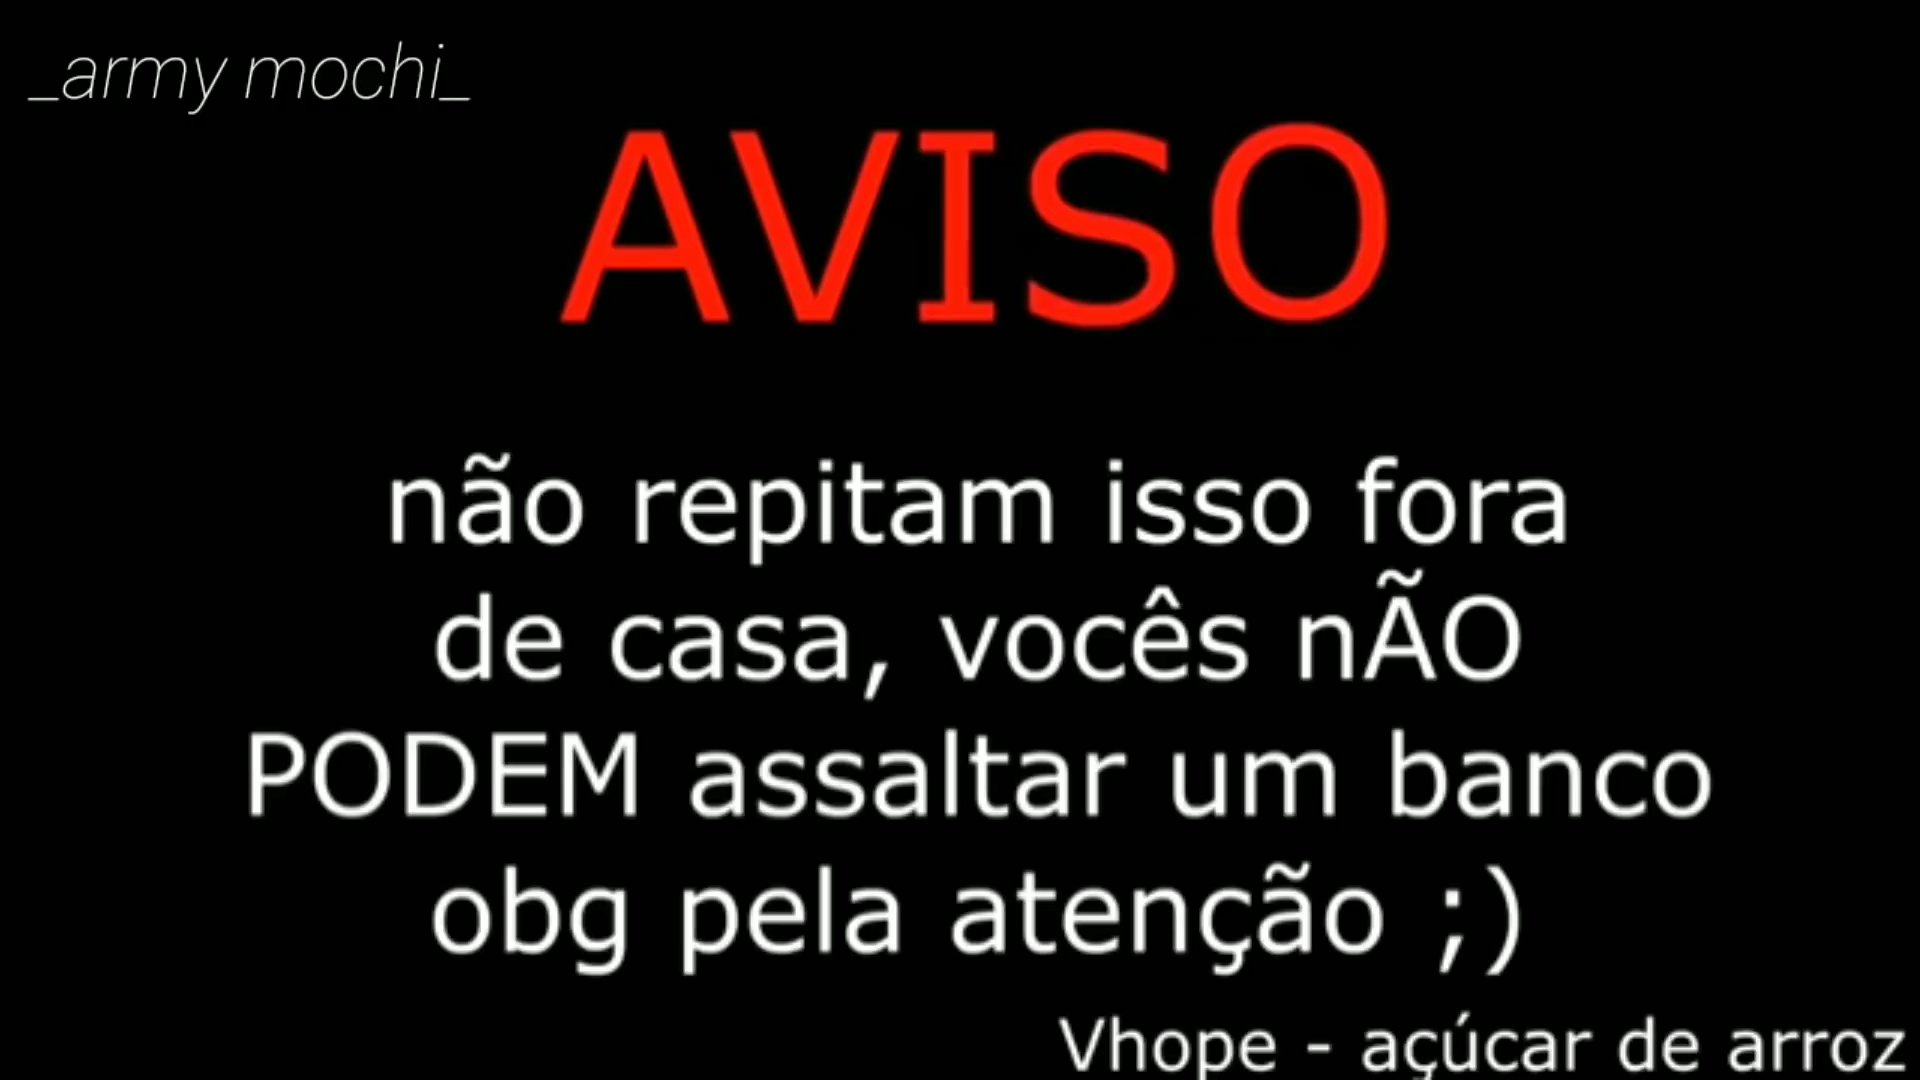 _army mochi_
AVISO
não repitam isso fora
de casa, vocês nÃO
PODEM assaltar um banco
obg pela atenção ;)
Vhope - açúcar de arroz